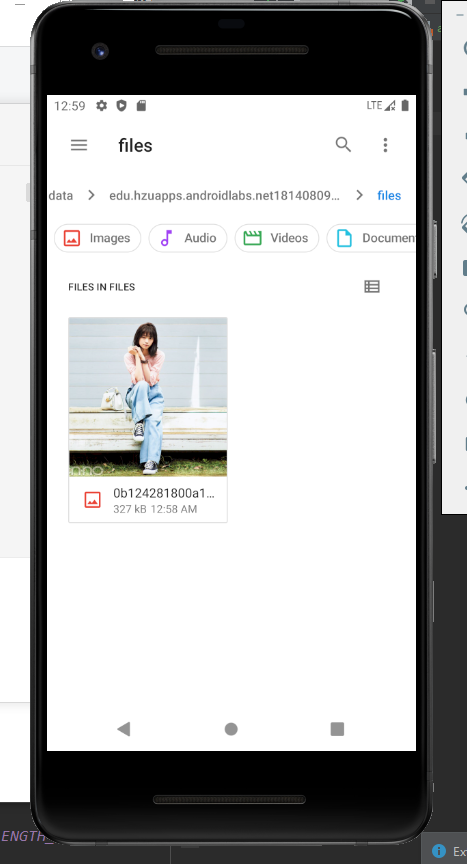 12:59
LTE
files
data
edu.hzuapps.androidlabs.net18140809...
files
Images
Audio
Videos
Documen
FILES IN FILES
0b124281800a1...
327 kB 12:58 AM
ENGTH
Ex